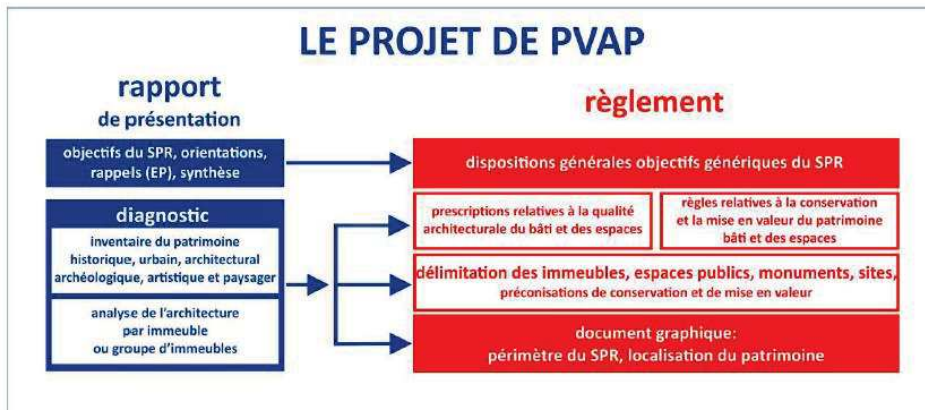 LE PROJET DE PVAP
rapport
de présentation
objectifs du SPR, orientations,
rappels (EP), synthèse
diagnostic
inventaire du patrimoine
historique, urbain, architectural
archéologique, artistique et paysager
analyse de l'architecture
par immeuble
ou groupe d'immeubles
règlement
dispositions générales objectifs génériques du SPR
prescriptions relatives à la qualité
architecturale du bâti et des espaces
règles relatives à la conservation
et la mise en valeur du patrimoine
bâti et des espaces
délimitation des immeubles, espaces publics, monuments, sites,
préconisations de conservation et de mise en valeur
document graphique:
périmètre du SPR, localisation du patrimoine